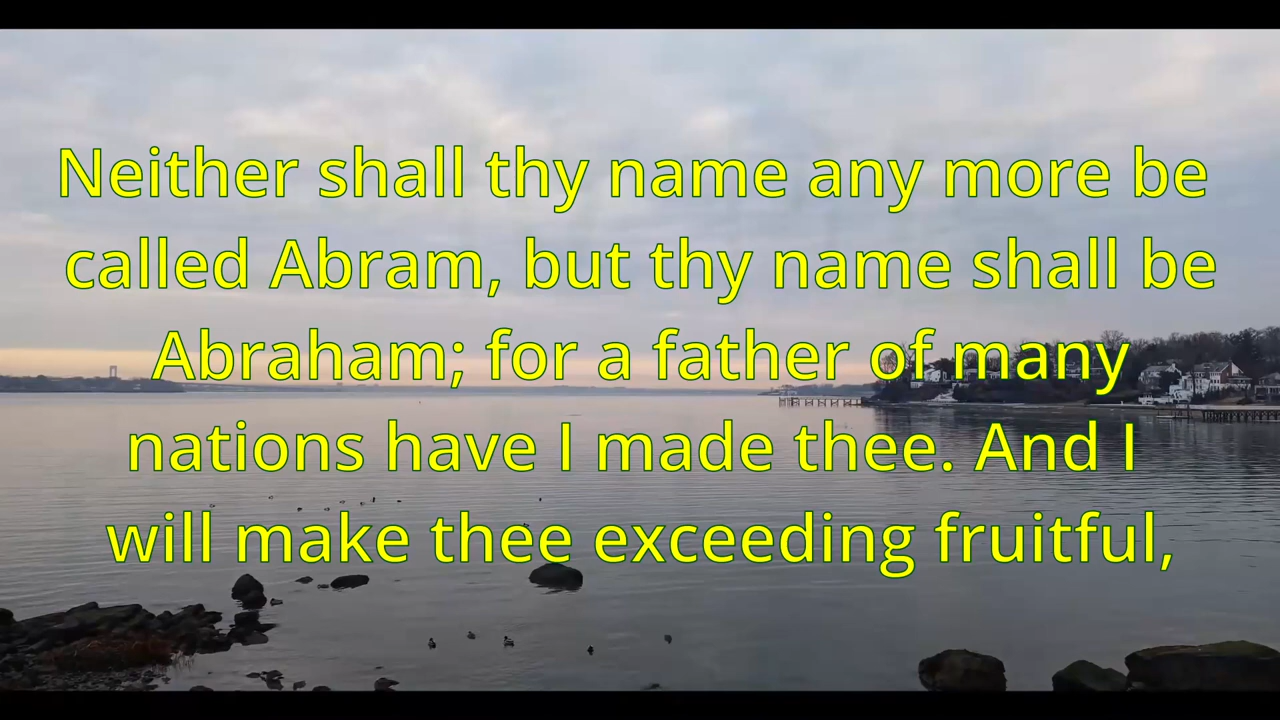 Neither shall thy name any more be
called Abram, but thy name shall be
Abraham; for a father of many
nations have I made thee. And I
will make thee exceeding fruitful,